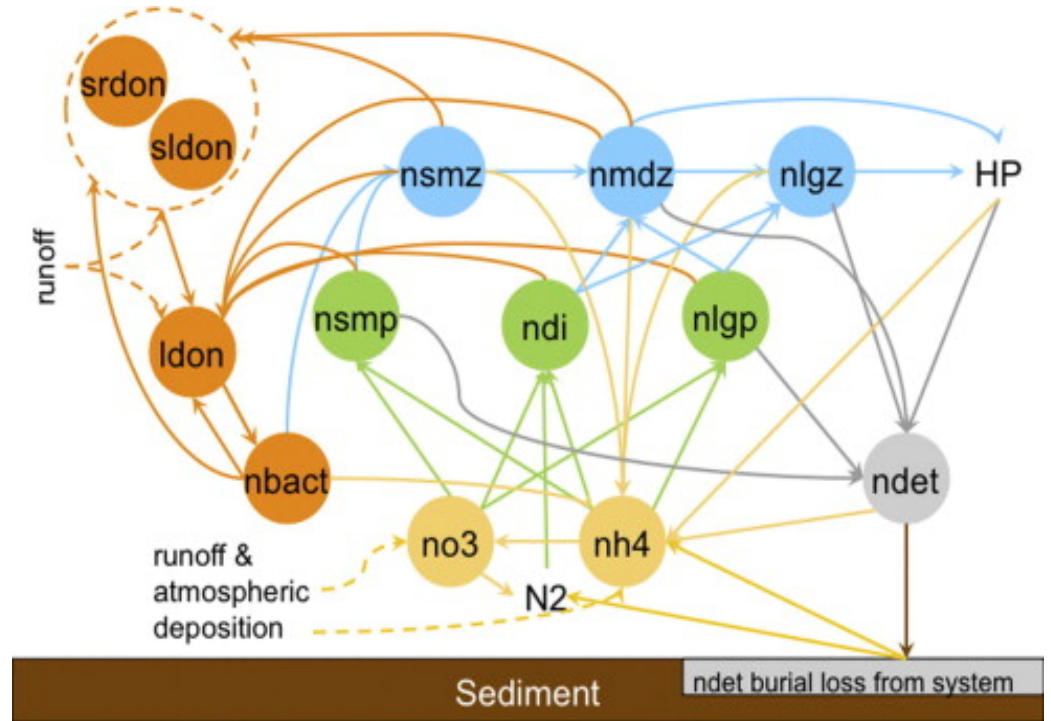 srdon
sldon
nsmz
nmdz
nlgz
HP
runoff
ldon
nsmp
ndi
nlgp
nbact
ndet
no3
nh4
runoff &
atmospheric
deposition
N2
Sediment
ndet burial loss from system